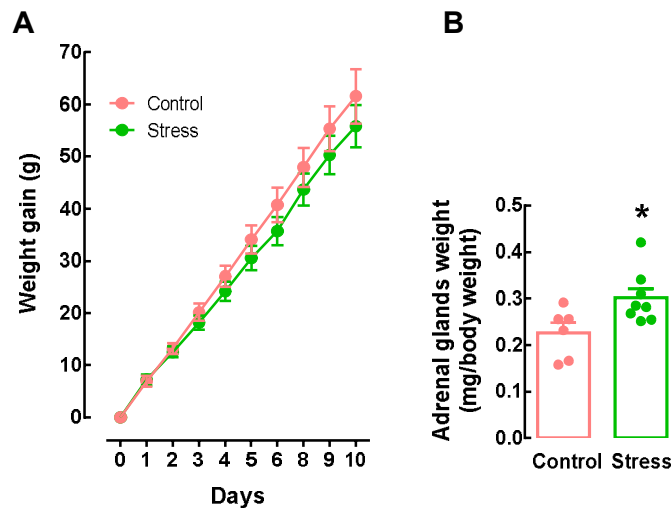 A
Weight gain (g)
70
60
50
40
30
20
10
0
Control
Stress
0 1 2 3 4 5 6 8 9 10
Days
B
Adrenal glands weight
(mg/body weight)
0.5
0.4
0.3
0.2
0.1
0.0
*
Control Stress